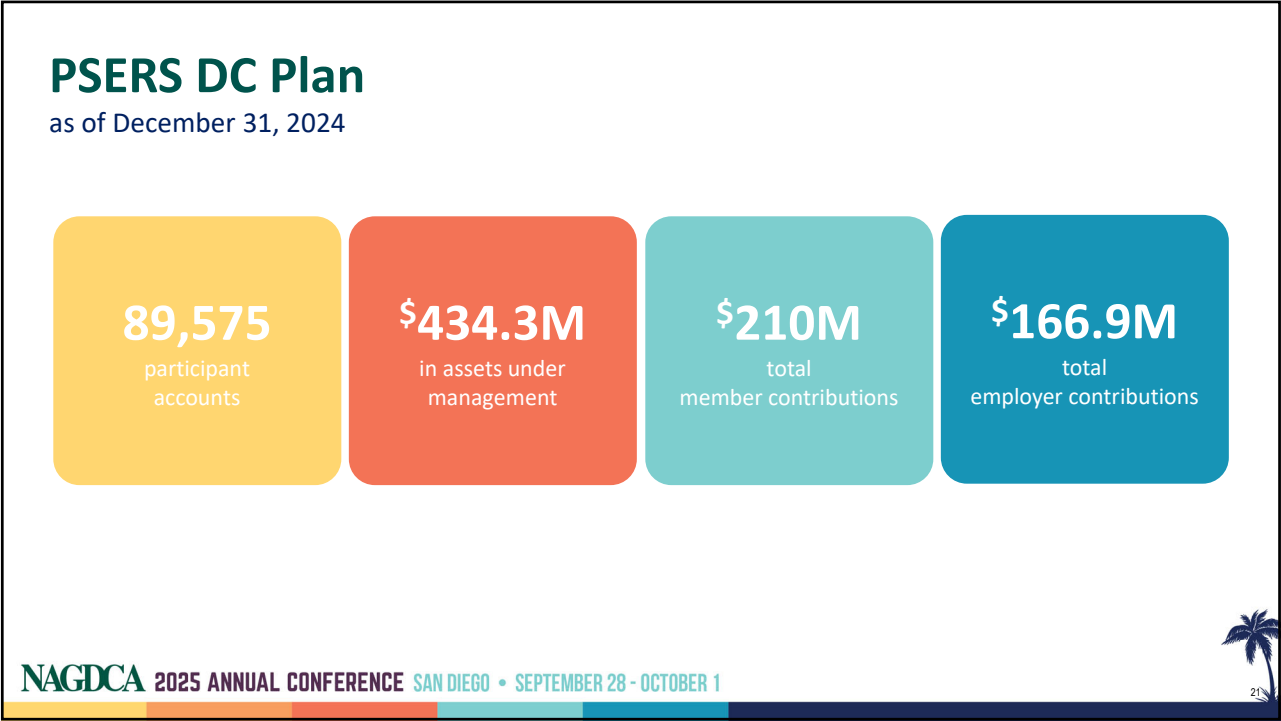 PSERS DC Plan
as of December 31, 2024
89,575
participant
accounts
$434.3M
in assets under
management
$210M
total
member contributions
$166.9M
total
employer contributions
NAGDCA 2025 ANNUAL CONFERENCE SAN DIEGO • SEPTEMBER 28 - OCTOBER 1
21